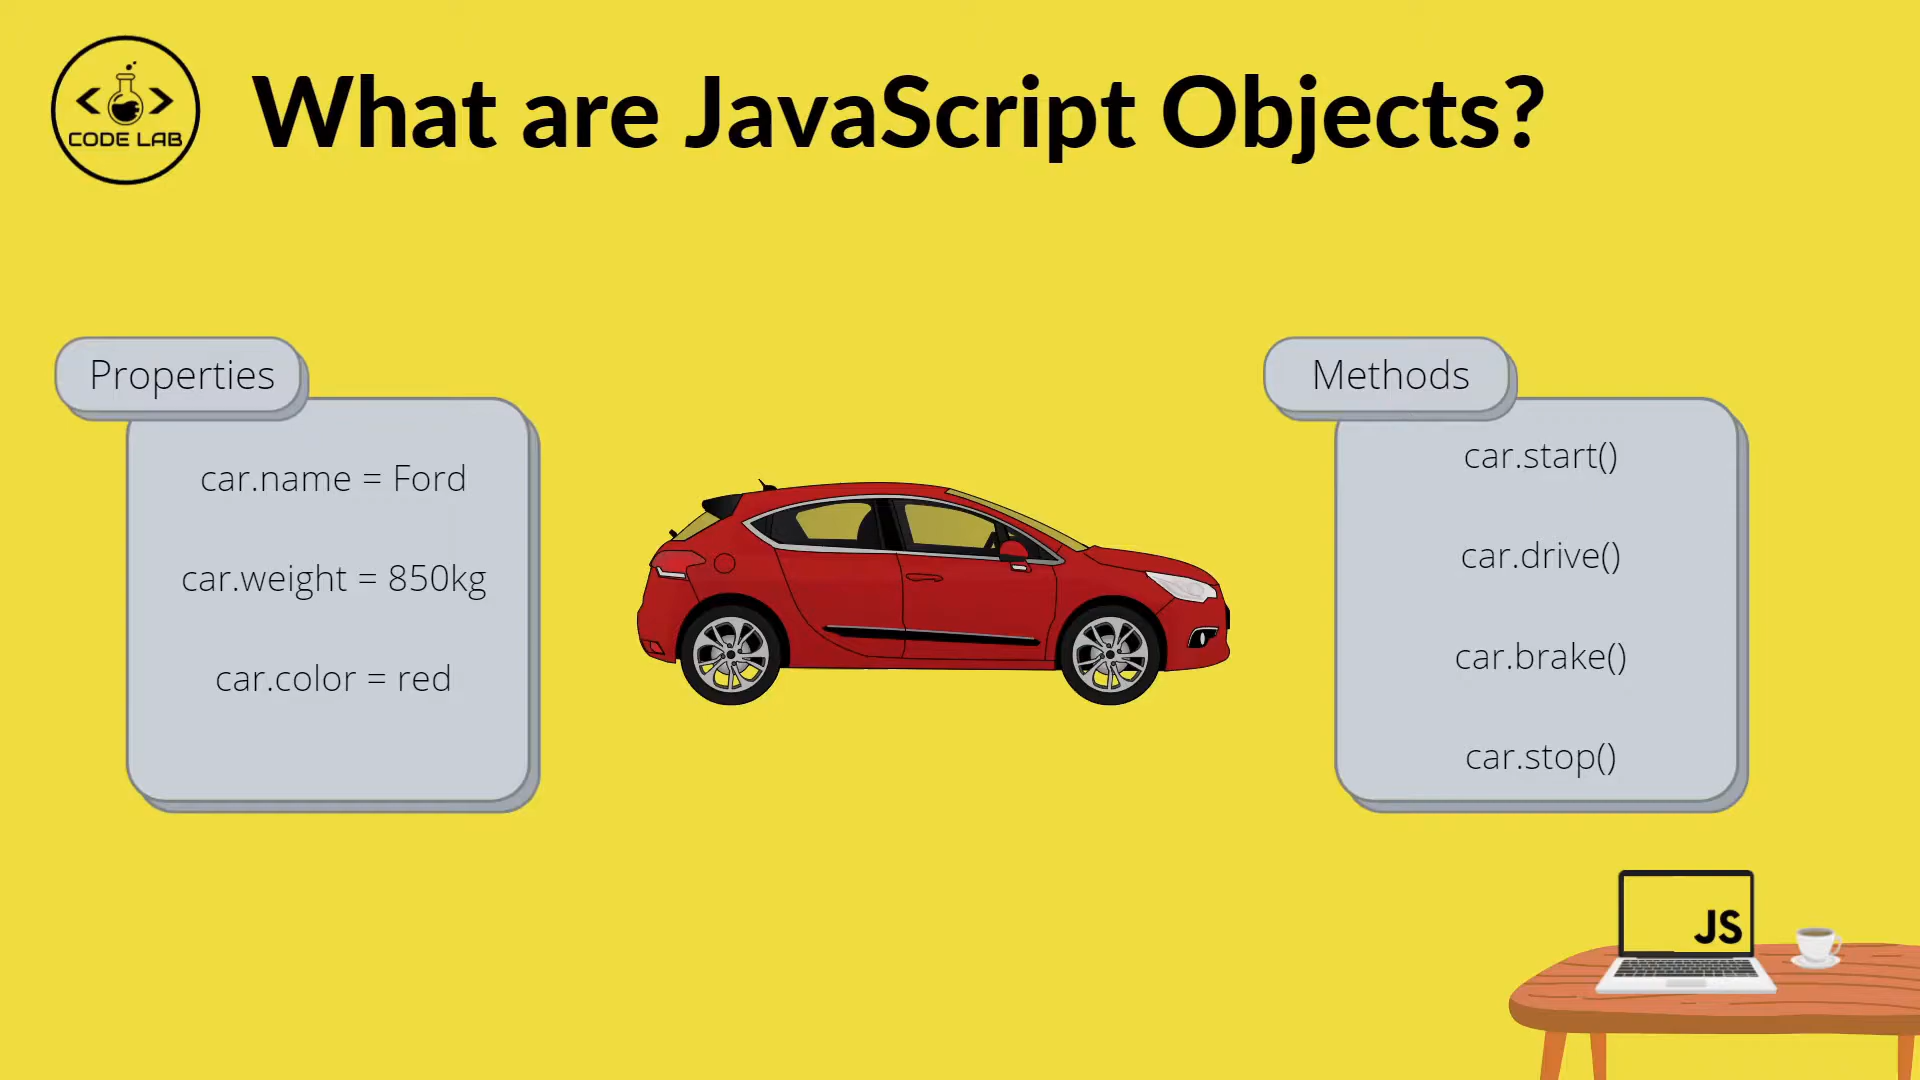 CODE LAB
What are JavaScript Objects?
Properties
car.name = Ford
car.weight = 850kg
car.color = red
Methods
car.start()
car.drive()
car.brake()
car.stop()
JS